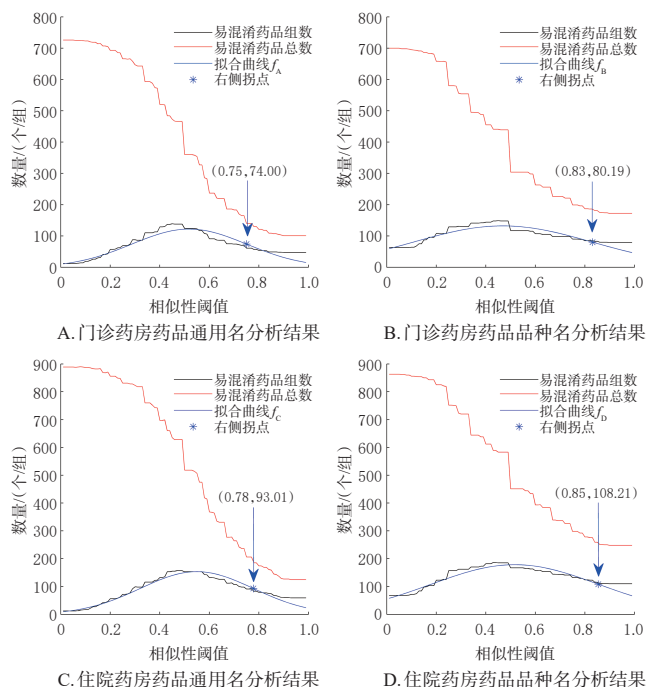 800
700
600
500
400
300
200
100
0
数量/(个/组)
易混淆药品组数
易混淆药品总数
拟合曲线fA
右侧拐点
(0.75,74.00)
0 0.2 0.4 0.6 0.8 1.0
相似性阈值
A.门诊药房药品通用名分析结果
800
700
600
500
400
300
200
100
0
数量/(个/组)
易混淆药品组数
易混淆药品总数
拟合曲线fB
右侧拐点
(0.83,80.19)
0 0.2 0.4 0.6 0.8 1.0
相似性阈值
B.门诊药房药品品种名分析结果
900
800
700
600
500
400
300
200
100
0
数量/(个/组)
易混淆药品组数
易混淆药品总数
拟合曲线fC
右侧拐点
(0.78,93.01)
0 0.2 0.4 0.6 0.8 1.0
相似性阈值
C.住院药房药品通用名分析结果
900
800
700
600
500
400
300
200
100
0
数量/(个/组)
易混淆药品组数
易混淆药品总数
拟合曲线fD
右侧拐点
(0.85,108.21)
0 0.2 0.4 0.6 0.8 1.0
相似性阈值
D.住院药房药品品种名分析结果